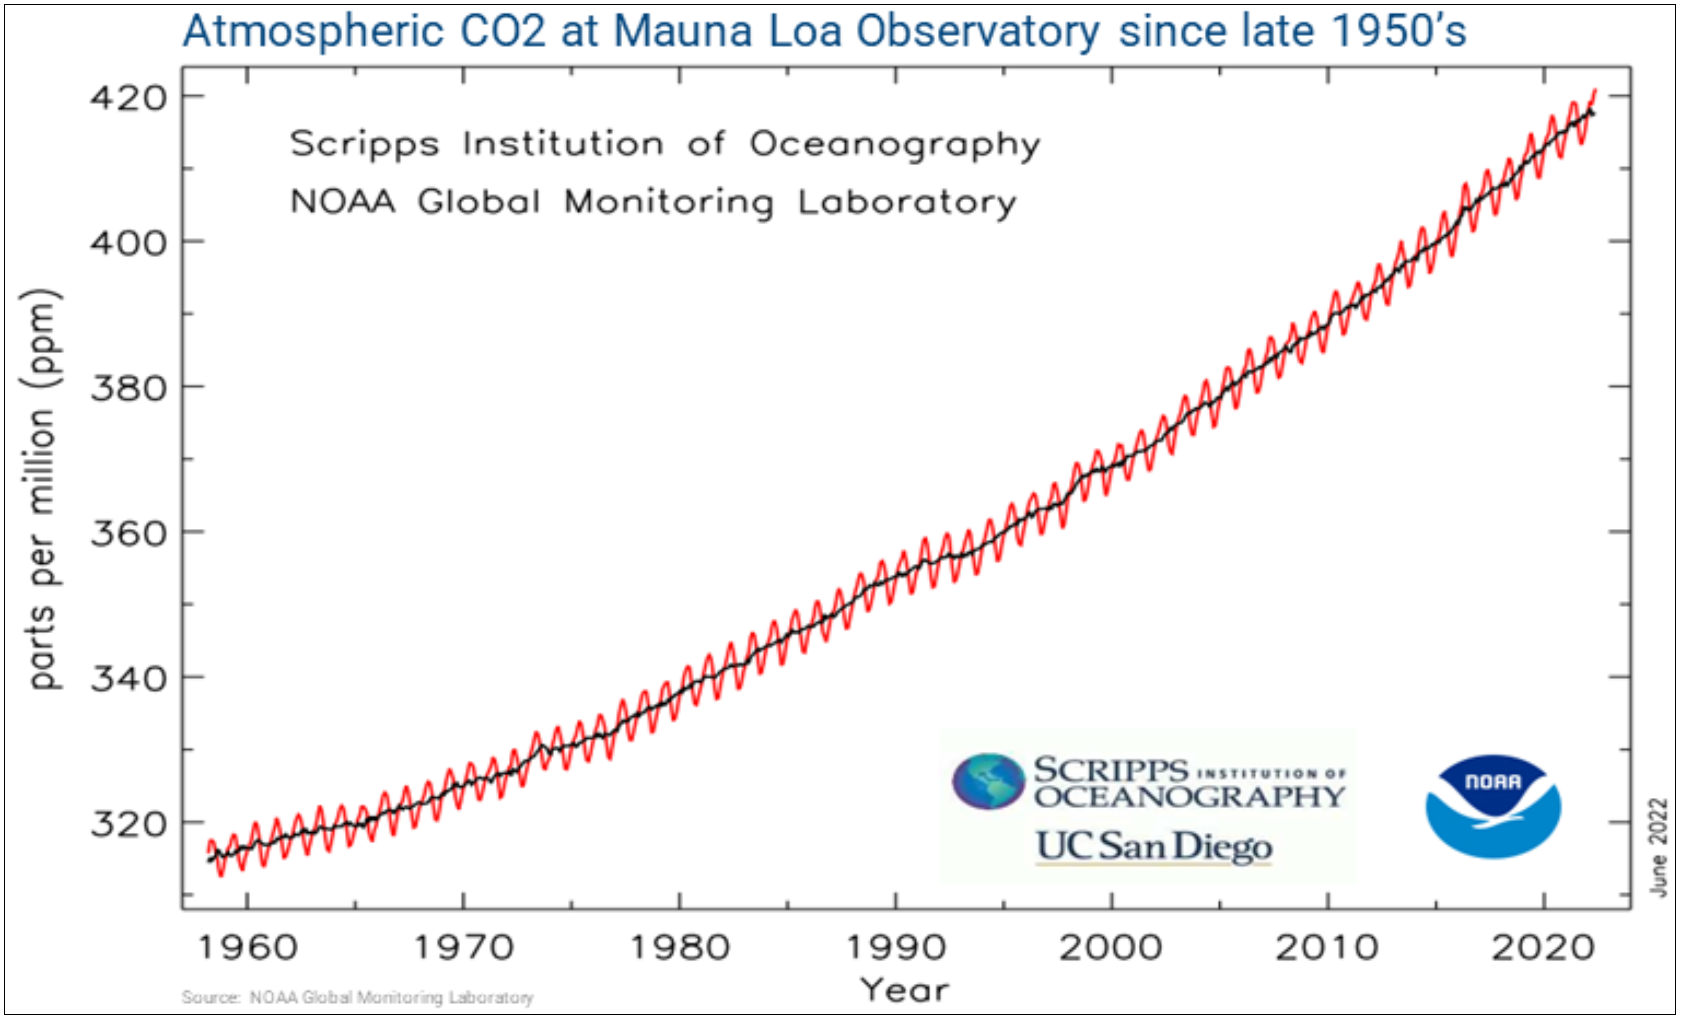 Atmospheric CO2 at Mauna Loa Observatory since late 1950’s
Scripps Institution of Oceanography
NOAA Global Monitoring Laboratory
parts per million (ppm)
420
400
380
360
340
320
SCRIPPS INSTITUTION OF
OCEANOGRAPHY
UC San Diego
NOAA
June 2022
1960 1970 1980 1990 2000 2010 2020
Year
Source: NOAA Global Monitoring Laboratory